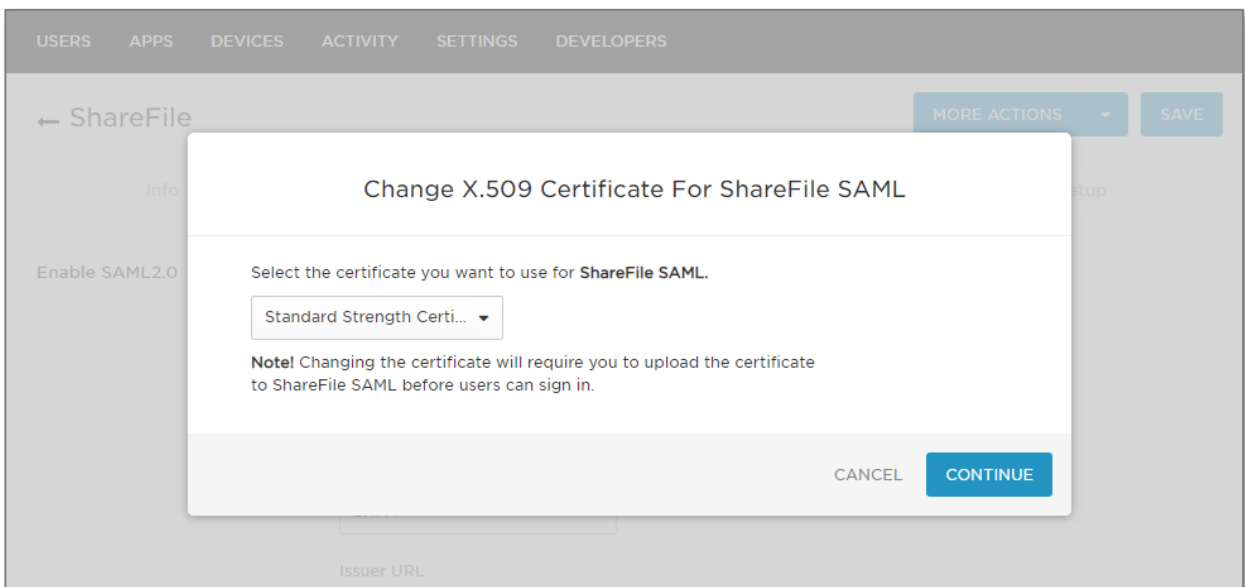 USERS APPS DEVICES ACTIVITY SETTINGS DEVELOPERS
← ShareFile MORE ACTIONS SAVE
Info
Change X.509 Certificate For ShareFile SAML
Enable SAML2.0
Select the certificate you want to use for ShareFile SAML.
Standard Strength Certi...
Note! Changing the certificate will require you to upload the certificate
to ShareFile SAML before users can sign in.
CANCEL CONTINUE
Issuer URL